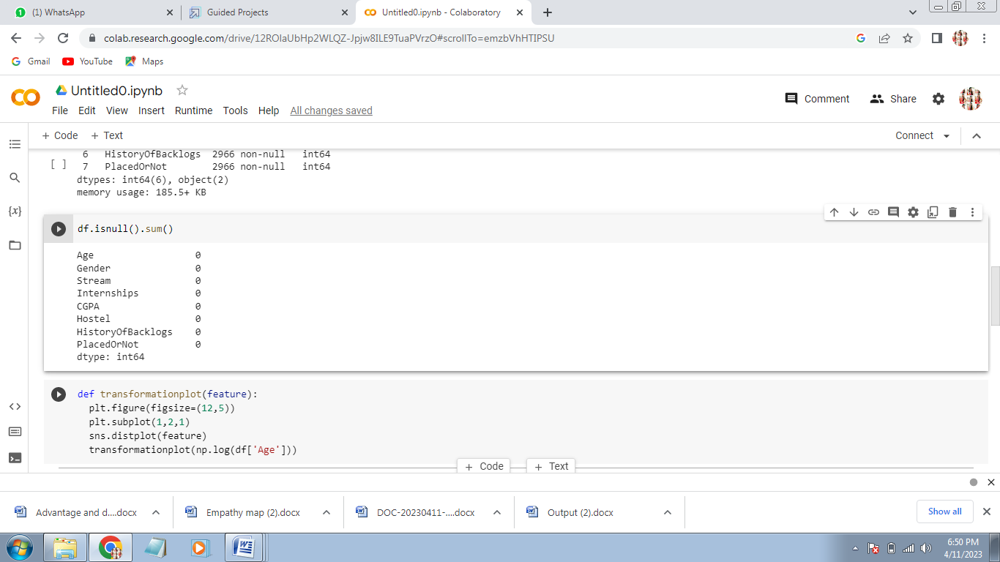 (1) WhatsApp
Guided Projects
Untitled0.ipynb - Colaboratory
colab.research.google.com/drive/12ROlaUbHp2WLQZ-Jpjw8ILE9TuaPVrzO#scrollTo=emzbVhHTIPSU
Gmail YouTube Maps
Untitled0.ipynb
Comment Share
File Edit View Insert Runtime Tools Help All changes saved
+ Code + Text Connect
[ ] 6 HistoryOfBacklogs 2966 non-null int64
7 PlacedOrNot 2966 non-null int64
dtypes: int64(6), object(2)
memory usage: 185.5+ KB
{x}
df.isnull().sum()
Age 0
Gender 0
Stream 0
Internships 0
CGPA 0
Hostel 0
HistoryOfBacklogs 0
PlacedOrNot 0
dtype: int64
def transformationplot(feature):
plt.figure(figsize=(12,5))
plt.subplot(1,2,1)
sns.distplot(feature)
transformationplot(np.log(df['Age']))
+ Code + Text
Advantage and d....docx
Empathy map (2).docx
DOC-20230411-....docx
Output (2).docx
Show all
6:50 PM
4/11/2023